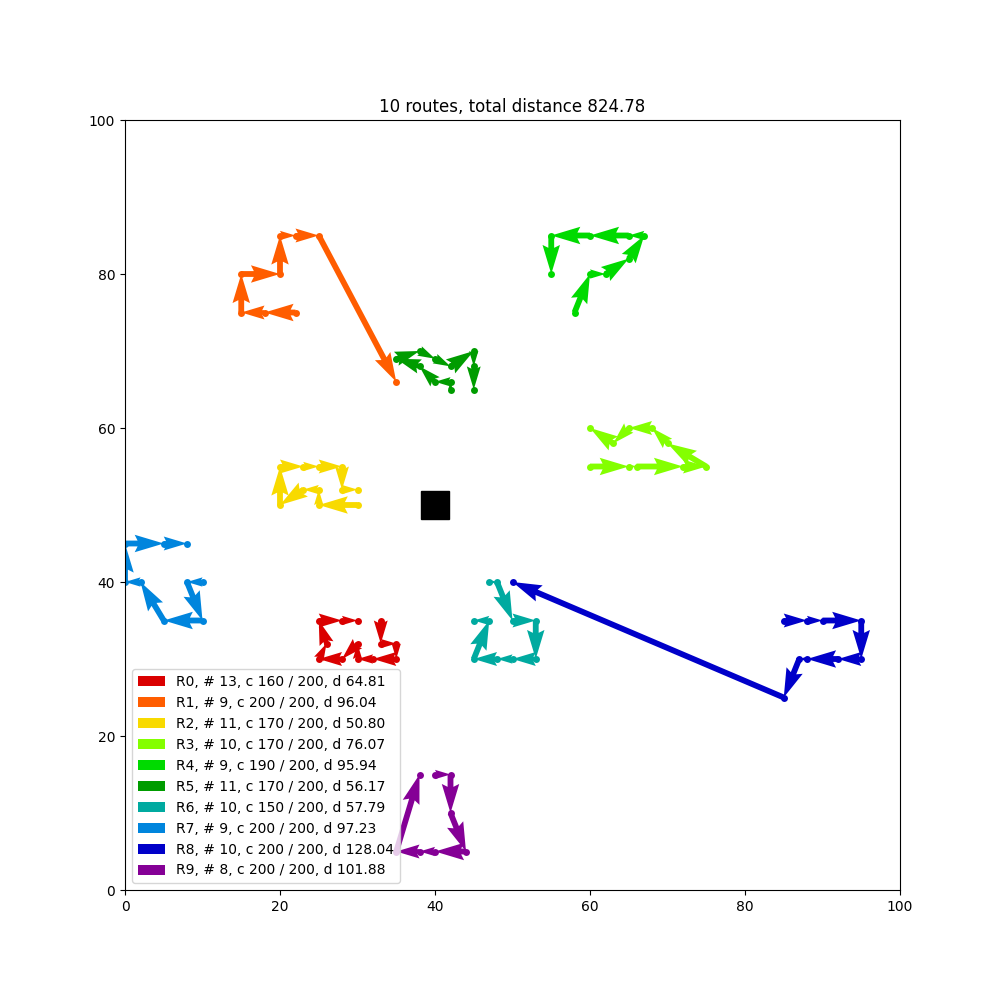 10 routes, total distance 824.78
100
80
60
40
20
0
R0, # 13, c 160 / 200, d 64.81
R1, # 9, c 200 / 200, d 96.04
R2, # 11, c 170 / 200, d 50.80
R3, # 10, c 170 / 200, d 76.07
R4, # 9, c 190 / 200, d 95.94
R5, # 11, c 170 / 200, d 56.17
R6, # 10, c 150 / 200, d 57.79
R7, # 9, c 200 / 200, d 97.23
R8, # 10, c 200 / 200, d 128.04
R9, # 8, c 200 / 200, d 101.88
0 20 40 60 80 100